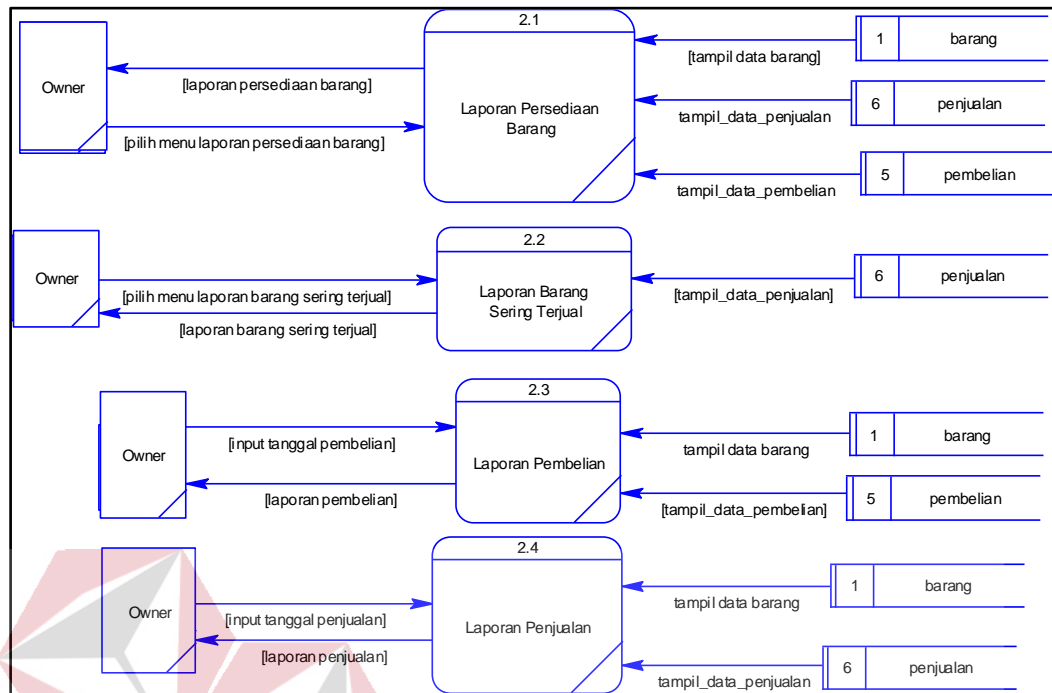 2.1
1 barang
[tampil data barang]
Owner
[laporan persediaan barang]
Laporan Persediaan
Barang
6 penjualan
tampil_data_penjualan
[pilih menu laporan persediaan barang]
5 pembelian
tampil_data_pembelian
2.2
Owner
6 penjualan
[pilih menu laporan barang sering terjual]
Laporan Barang
Sering Terjual
[tampil_data_penjualan]
[laporan barang sering terjual]
2.3
1 barang
[input tanggal pembelian]
tampil data barang
Owner
Laporan Pembelian
[laporan pembelian]
5 pembelian
[tampil_data_pembelian]
2.4
1 barang
tampil data barang
Owner
[input tanggal penjualan]
Laporan Penjualan
[laporan penjualan]
6 penjualan
tampil_data_penjualan